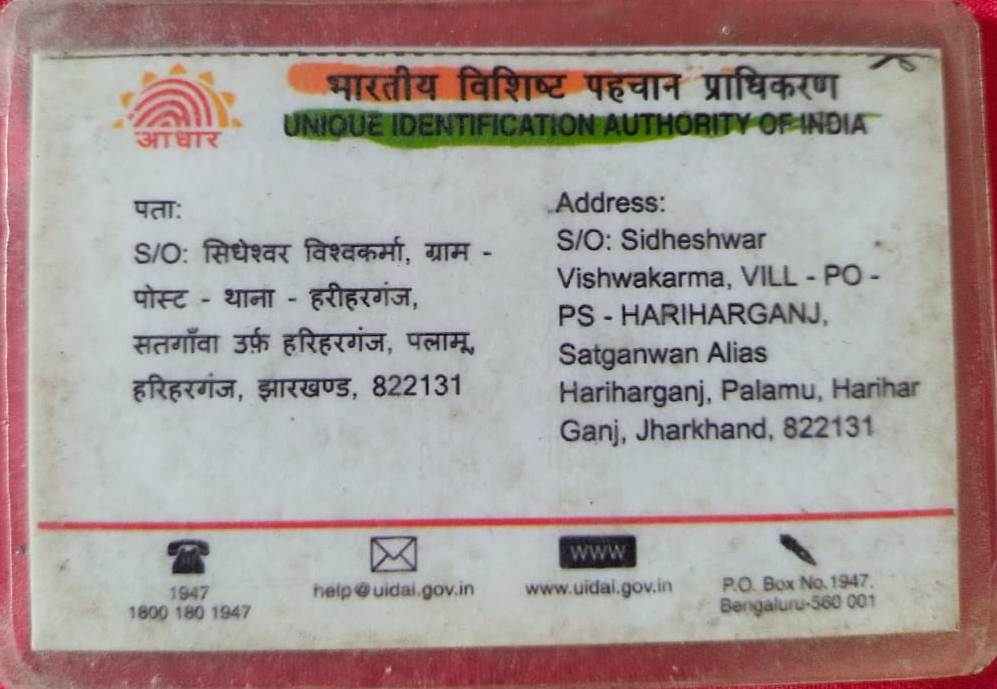 भारतीय विशिष्ट पहचान प्राधिकरण
UNIQUE IDENTIFICATION AUTHORITY OF INDIA
आधार
पता:
S/O: सिधेश्वर विश्वकर्मा, ग्राम -
पोस्ट - थाना - हरीहरगंज,
सतगाँवा उर्फ़ हरिहरगंज, पलामू,
हरिहरगंज, झारखण्ड, 822131
Address:
S/O: Sidheshwar
Vishwakarma, VILL - PO -
PS - HARIHARGANJ,
Satganwan Alias
Hariharganj, Palamu, Harihar
Ganj, Jharkhand, 822131
1947
1800 180 1947
help@uidai.gov.in
WWW
www.uidai.gov.in
P.O. Box No.1947,
Bengaluru-560 001